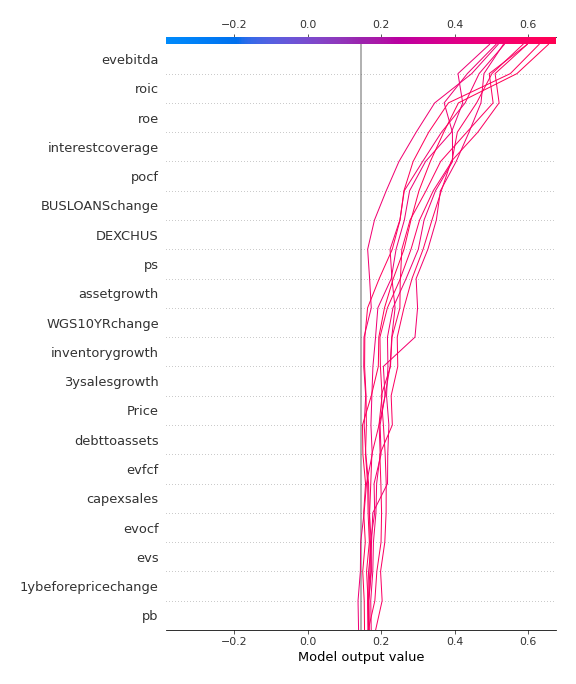 −0.2 0.0 0.2 0.4 0.6
evebitda
roic
roe
interestcoverage
pocf
BUSLOANSchange
DEXCHUS
ps
assetgrowth
WGS10YRchange
inventorygrowth
3ysalesgrowth
Price
debttoassets
evfcf
capexsales
evocf
evs
1ybeforepricechange
pb
−0.2 0.0 0.2 0.4 0.6
Model output value